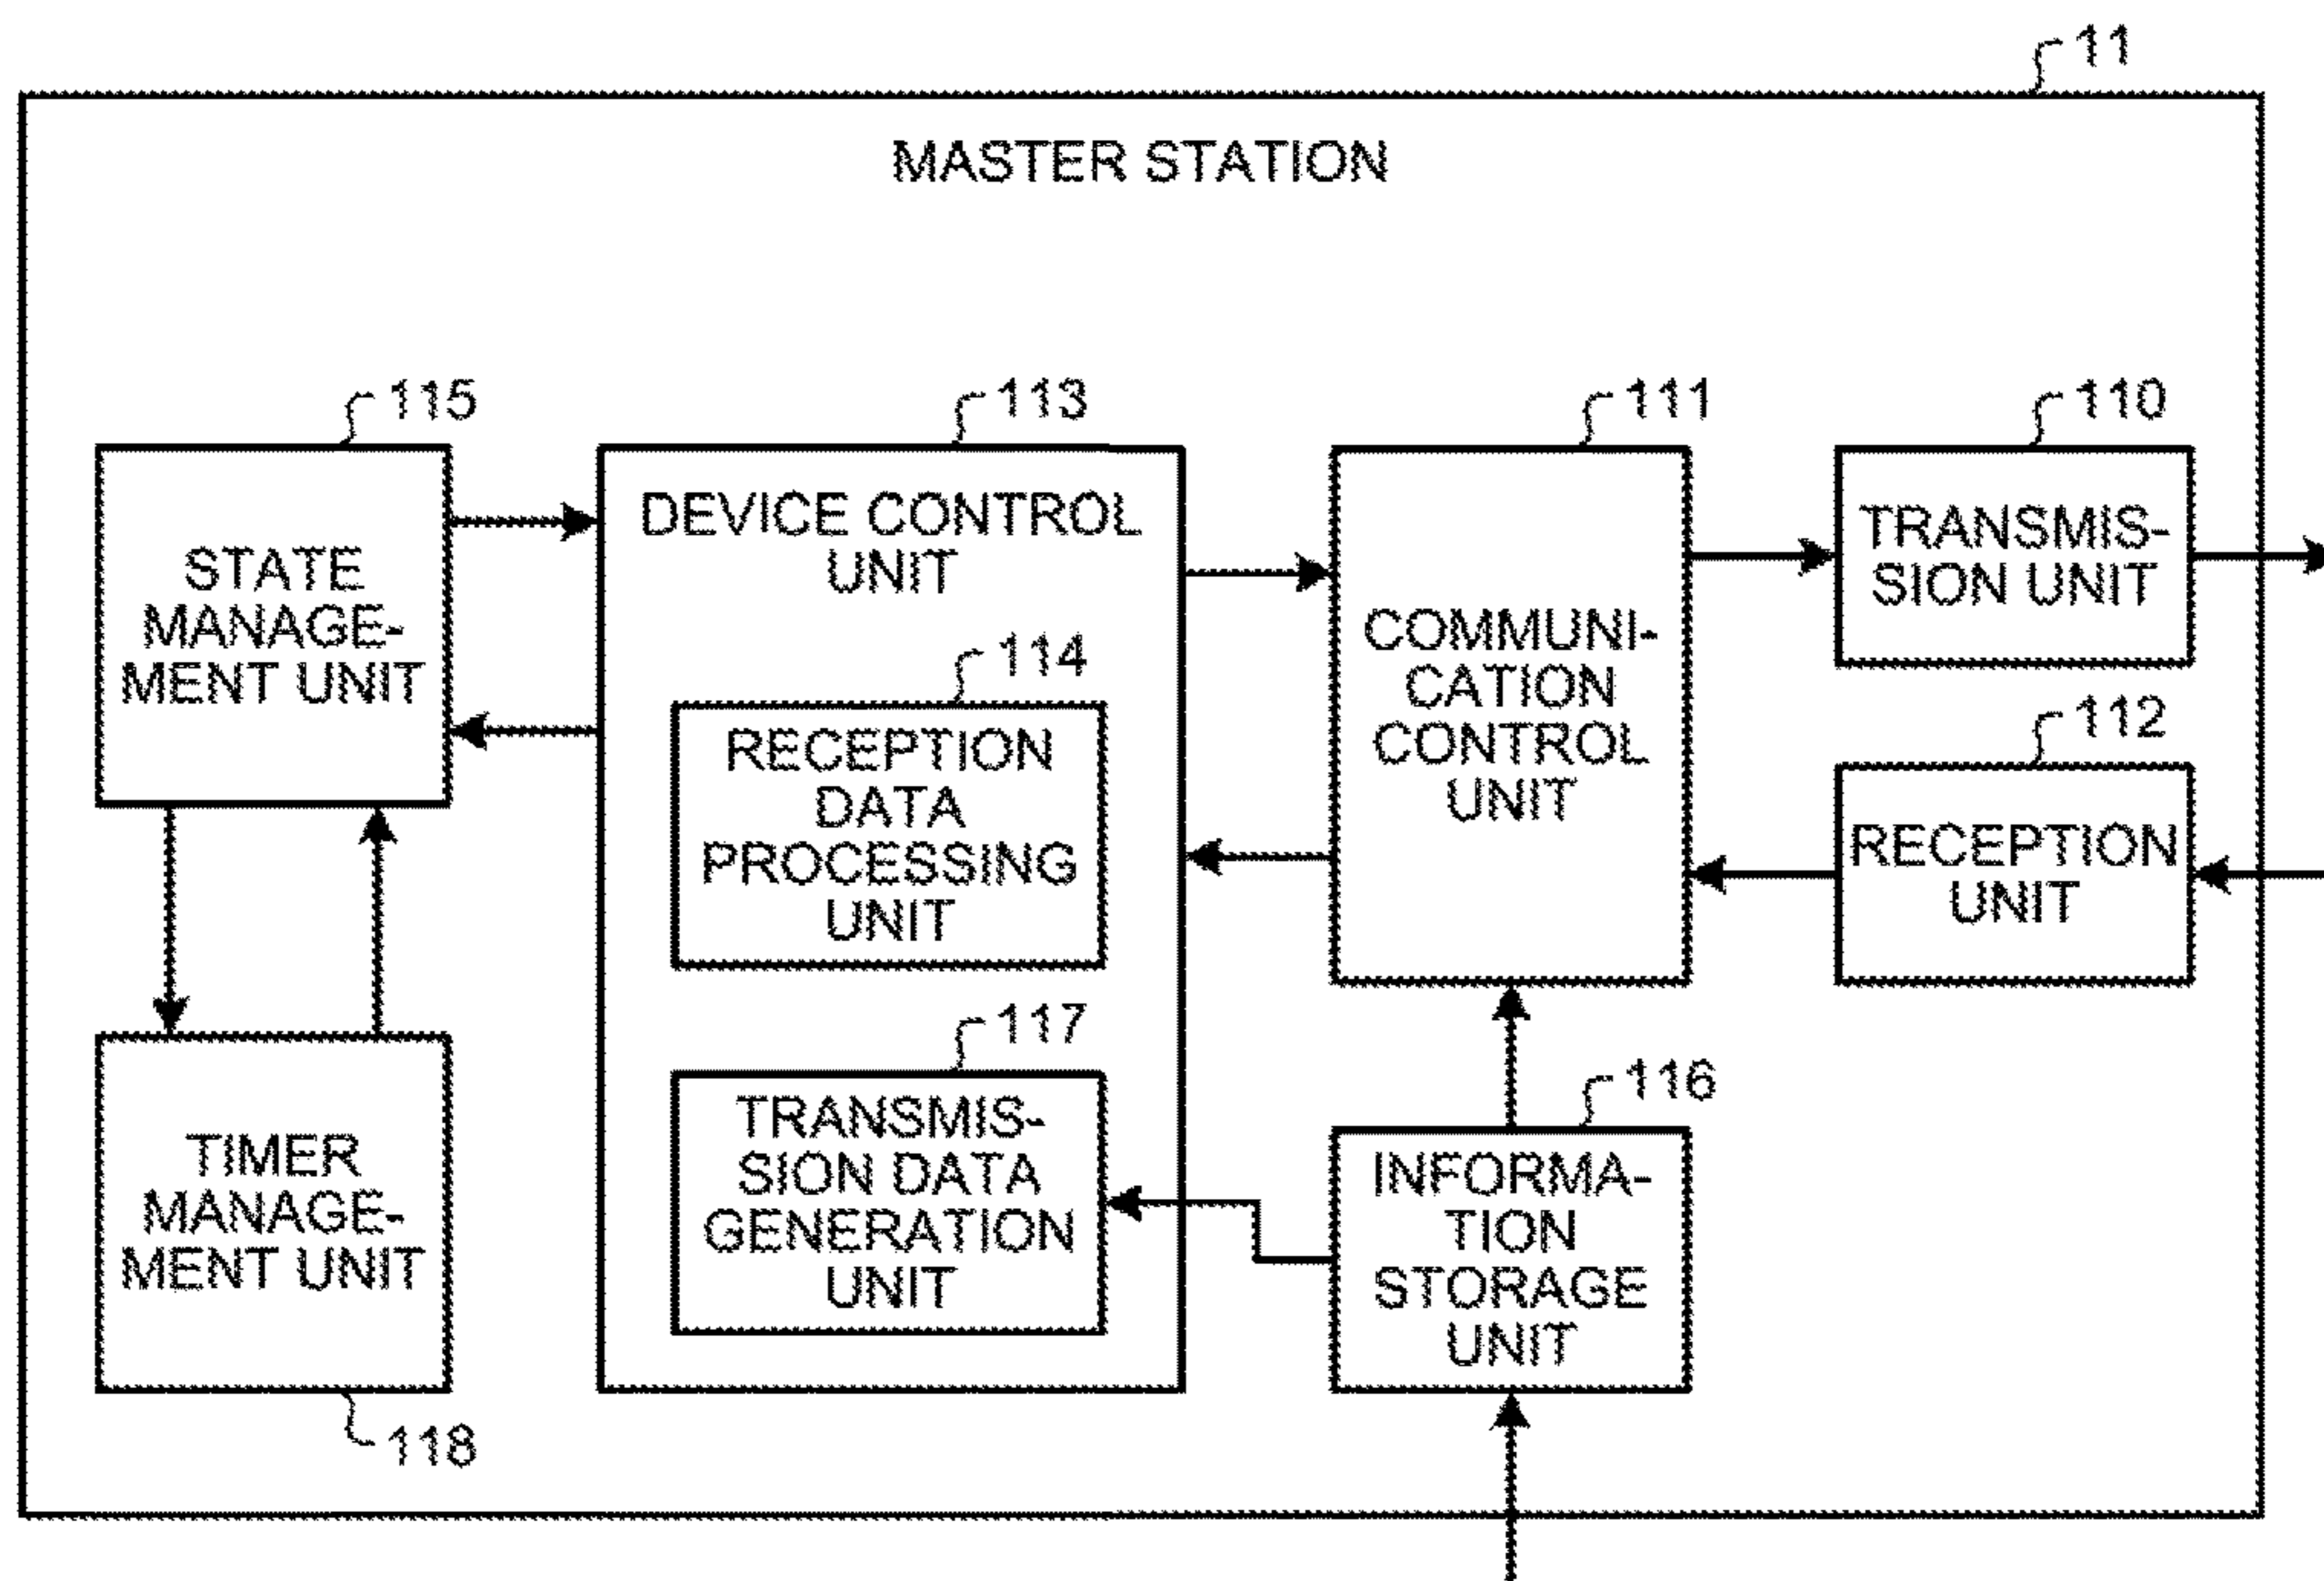 11
MASTER STATION
115
113
111
110
STATE
MANAGE-
MENT UNIT
DEVICE CONTROL
UNIT
COMMUNI-
CATION
CONTROL
UNIT
TRANSMIS-
SION UNIT
114
RECEPTION
DATA
PROCESSING
UNIT
112
RECEPTION
UNIT
117
TRANSMIS-
SION DATA
GENERATION
UNIT
116
INFORMA-
TION
STORAGE
UNIT
TIMER
MANAGE-
MENT UNIT
118